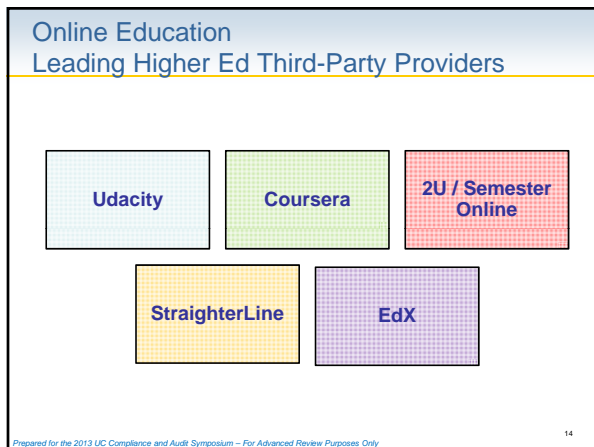 Online Education
Leading Higher Ed Third-Party Providers
Udacity
Coursera
2U / Semester
Online
StraighterLine
EdX
14
Prepared for the 2013 UC Compliance and Audit Symposium – For Advanced Review Purposes Only